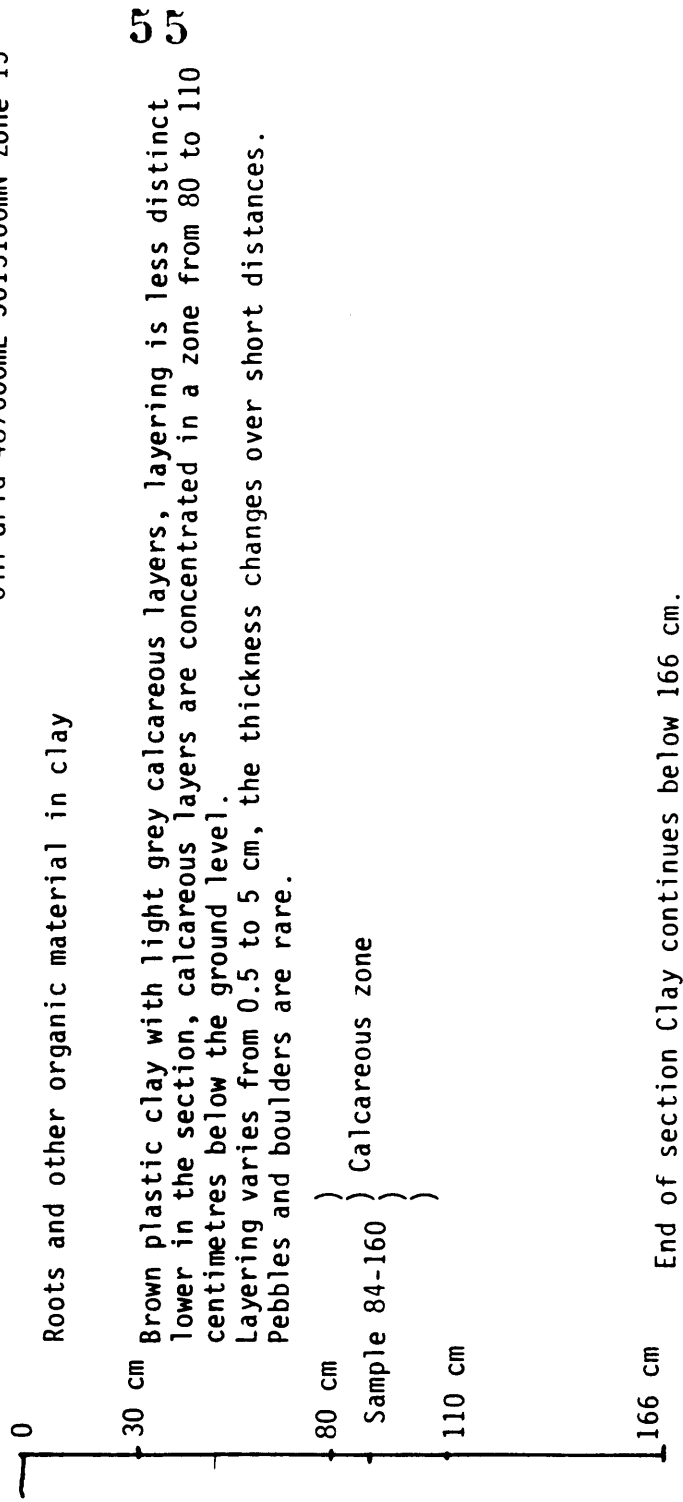 0
Roots and other organic material in clay
30 cm
Brown plastic clay with light grey calcareous layers, layering is less distinct
lower in the section, calcareous layers are concentrated in a zone from 80 to 110
centimetres below the ground level.
Layering varies from 0.5 to 5 cm, the thickness changes over short distances.
Pebbles and boulders are rare.
80 cm
Sample 84-160 ) Calcareous zone
110 cm
166 cm
End of section Clay continues below 166 cm.
55